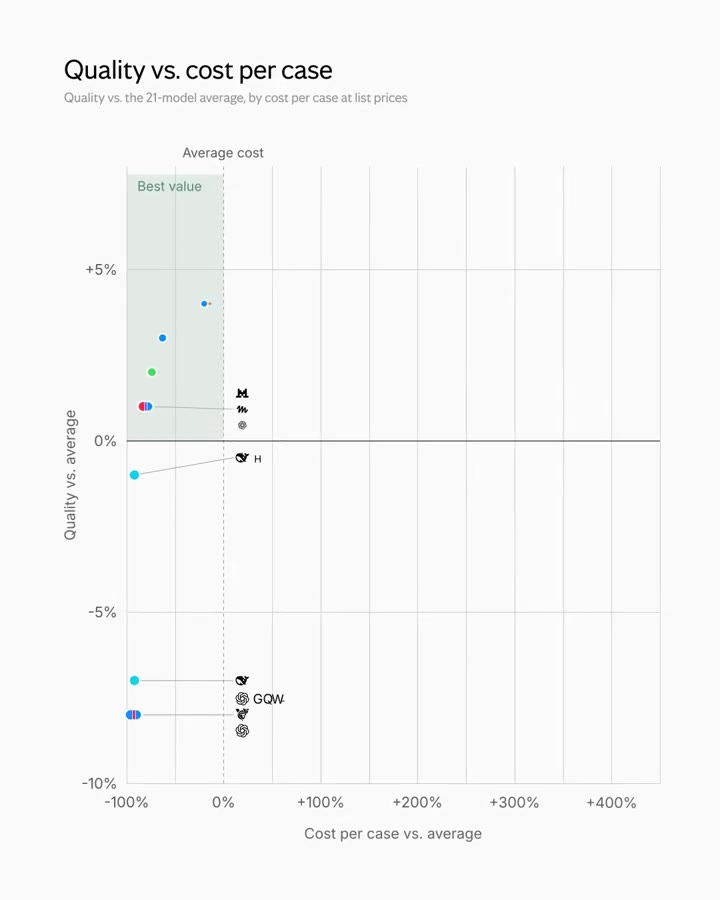 Quality vs. cost per case
Quality vs. the 21-model average, by cost per case at list prices
Average cost
Best value
+5%
0%
H
-5%
-10%
-100%
0%
+100%
+200%
+300%
+400%
Quality vs. average
Cost per case vs. average